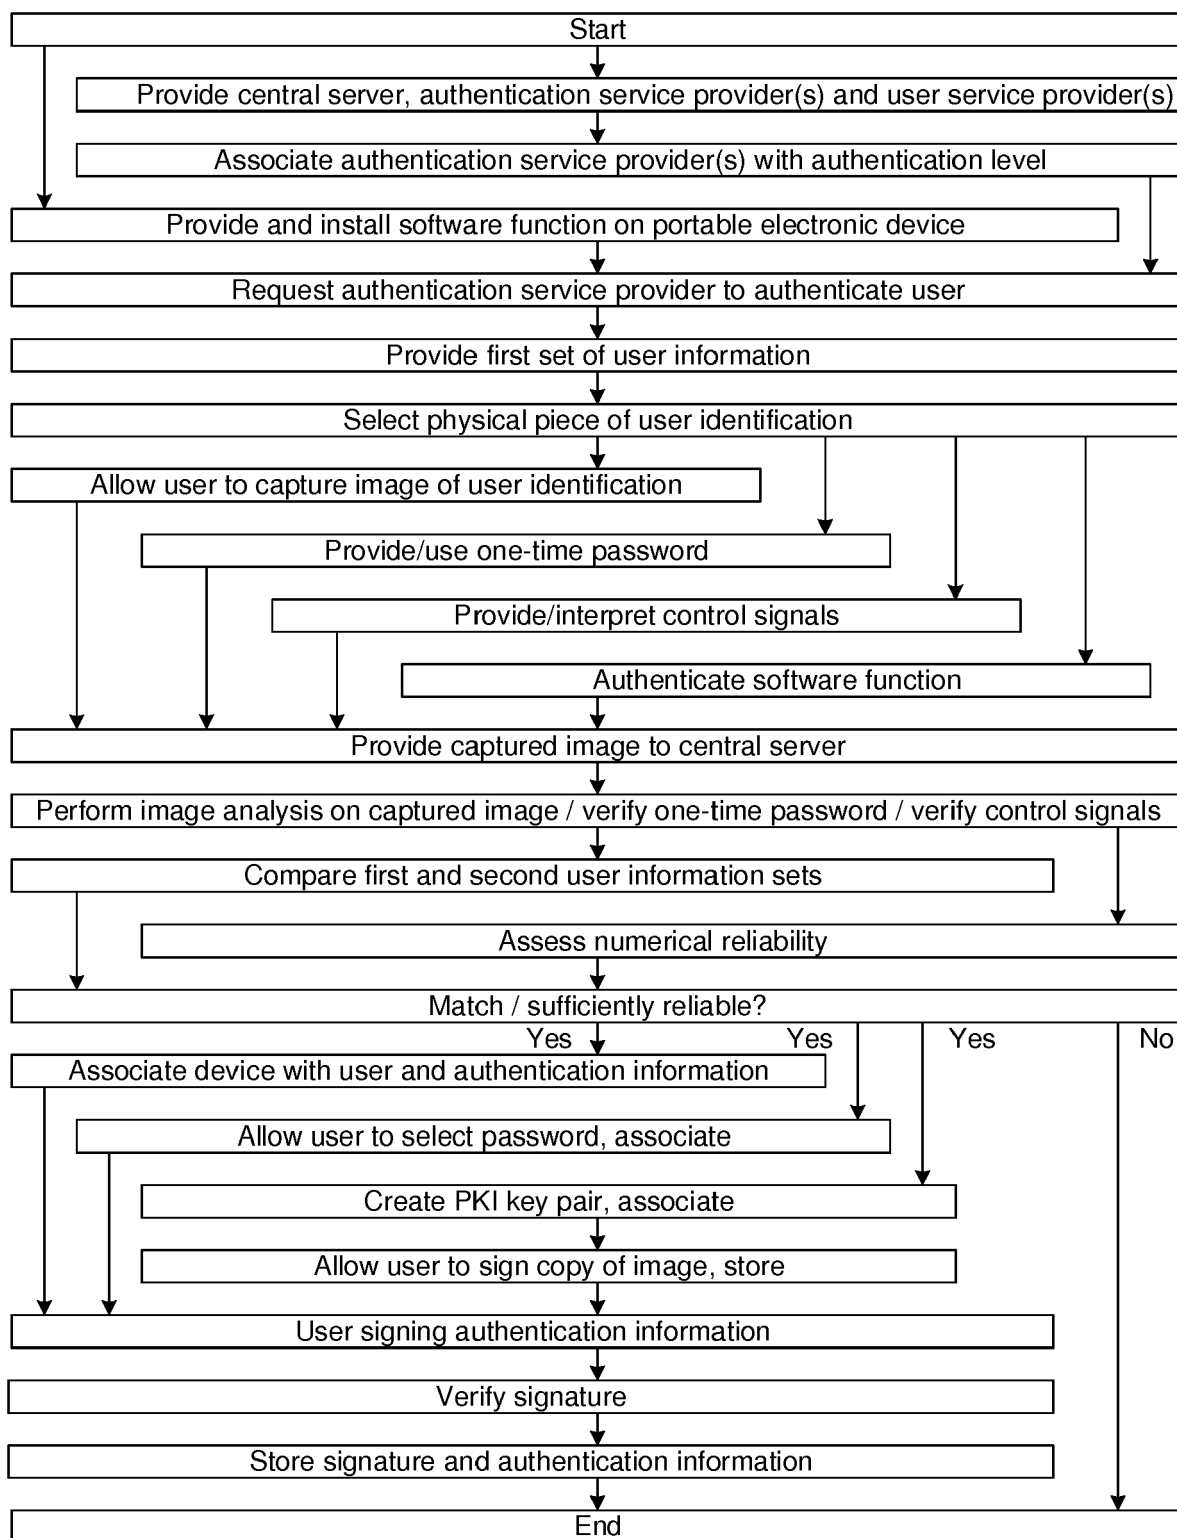 Start
Provide central server, authentication service provider(s) and user service provider(s)
Associate authentication service provider(s) with authentication level
Provide and install software function on portable electronic device
Request authentication service provider to authenticate user
Provide first set of user information
Select physical piece of user identification
Allow user to capture image of user identification
Provide/use one-time password
Provide/interpret control signals
Authenticate software function
Provide captured image to central server
Perform image analysis on captured image / verify one-time password / verify control signals
Compare first and second user information sets
Assess numerical reliability
Match / sufficiently reliable?
Yes Yes Yes No
Associate device with user and authentication information
Allow user to select password, associate
Create PKI key pair, associate
Allow user to sign copy of image, store
User signing authentication information
Verify signature
Store signature and authentication information
End